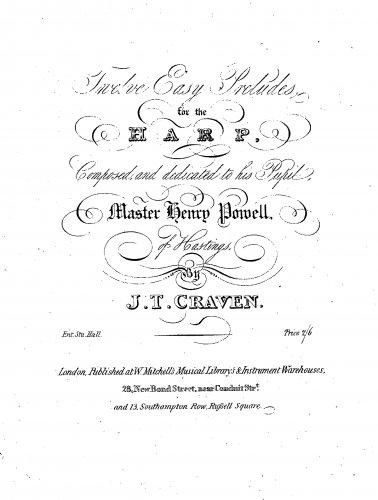 Twelve Easy Preludes,
for the
HARP,
Composed, and dedicated to his Pupil,
Master Henry Powell,
of Hastings,
By
J.T. CRAVEN.
Ent. Sta. Hall.
Price 2/6
London, Published at W. Mitchell's Musical Library & Instrument Warehouses,
28, New Bond Street, near Conduit Strt.
and 13, Southampton Row, Russell Square.